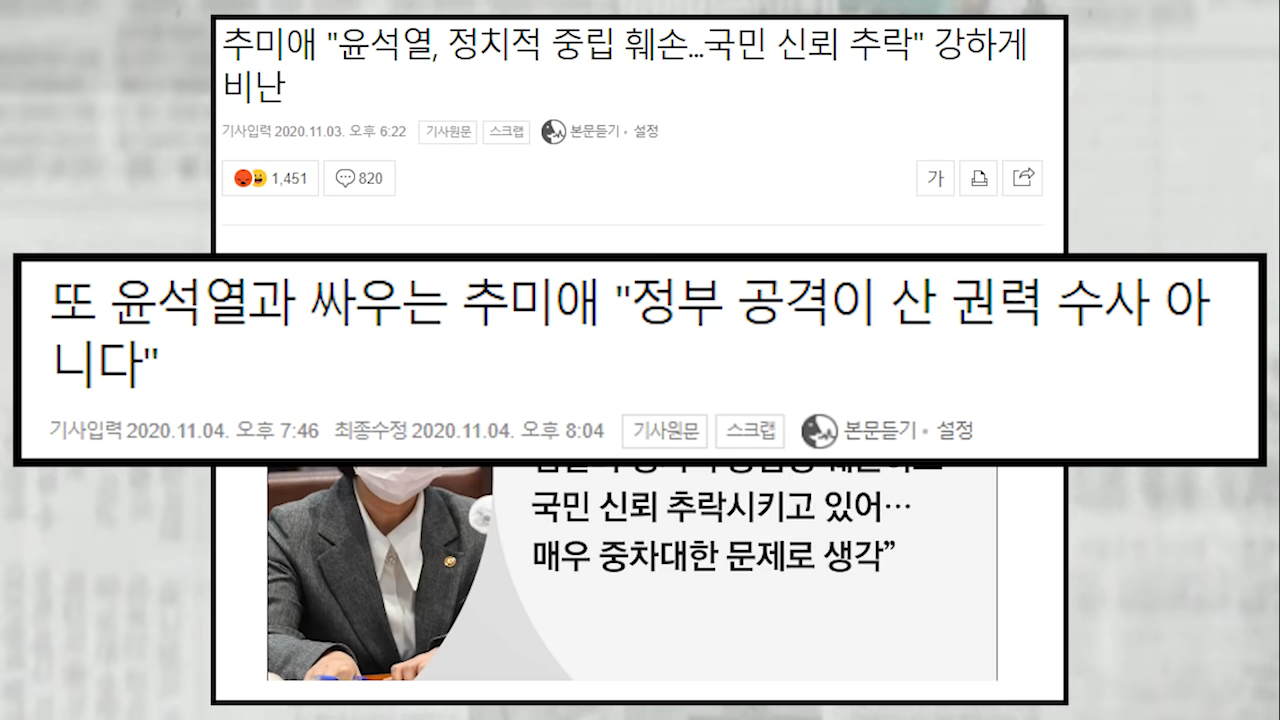 추미애 "윤석열, 정치적 중립 훼손...국민 신뢰 추락" 강하게
비난
기사입력 2020.11.03. 오후 6:22 기사원문 스크랩 본문듣기 · 설정
1,451 820 가
또 윤석열과 싸우는 추미애 "정부 공격이 산 권력 수사 아
니다"
기사입력 2020.11.04. 오후 7:46 최종수정 2020.11.04. 오후 8:04 기사원문 스크랩 본문듣기 · 설정
국민 신뢰 추락시키고 있어…
매우 중차대한 문제로 생각”